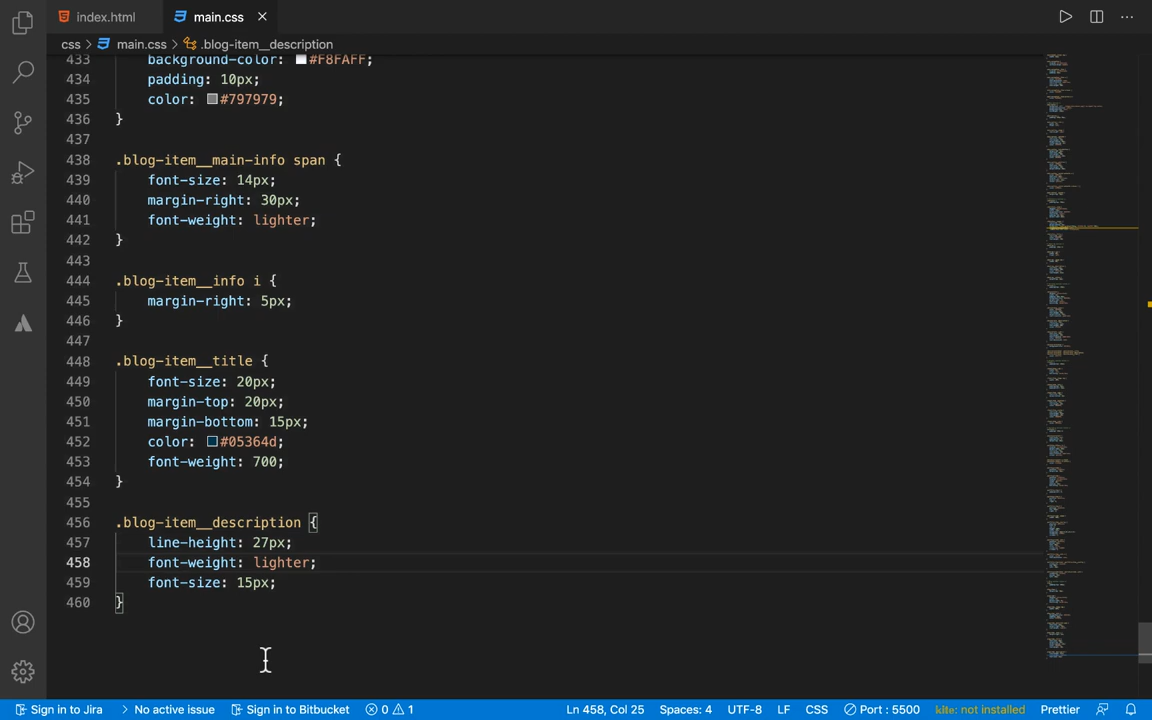 index.html
main.css
css > main.css > .blog-item__description
433 background-color: #F8FAFF;
434 padding: 10px;
435 color: #797979;
436 }
437
438 .blog-item__main-info span {
439 font-size: 14px;
440 margin-right: 30px;
441 font-weight: lighter;
442 }
443
444 .blog-item__info i {
445 margin-right: 5px;
446 }
447
448 .blog-item__title {
449 font-size: 20px;
450 margin-top: 20px;
451 margin-bottom: 15px;
452 color: #05364d;
453 font-weight: 700;
454 }
455
456 .blog-item__description {
457 line-height: 27px;
458 font-weight: lighter;
459 font-size: 15px;
460 }
Sign in to Jira No active issue Sign in to Bitbucket 0 1 Ln 458, Col 25 Spaces: 4 UTF-8 LF CSS Port : 5500 kite: not installed Prettier